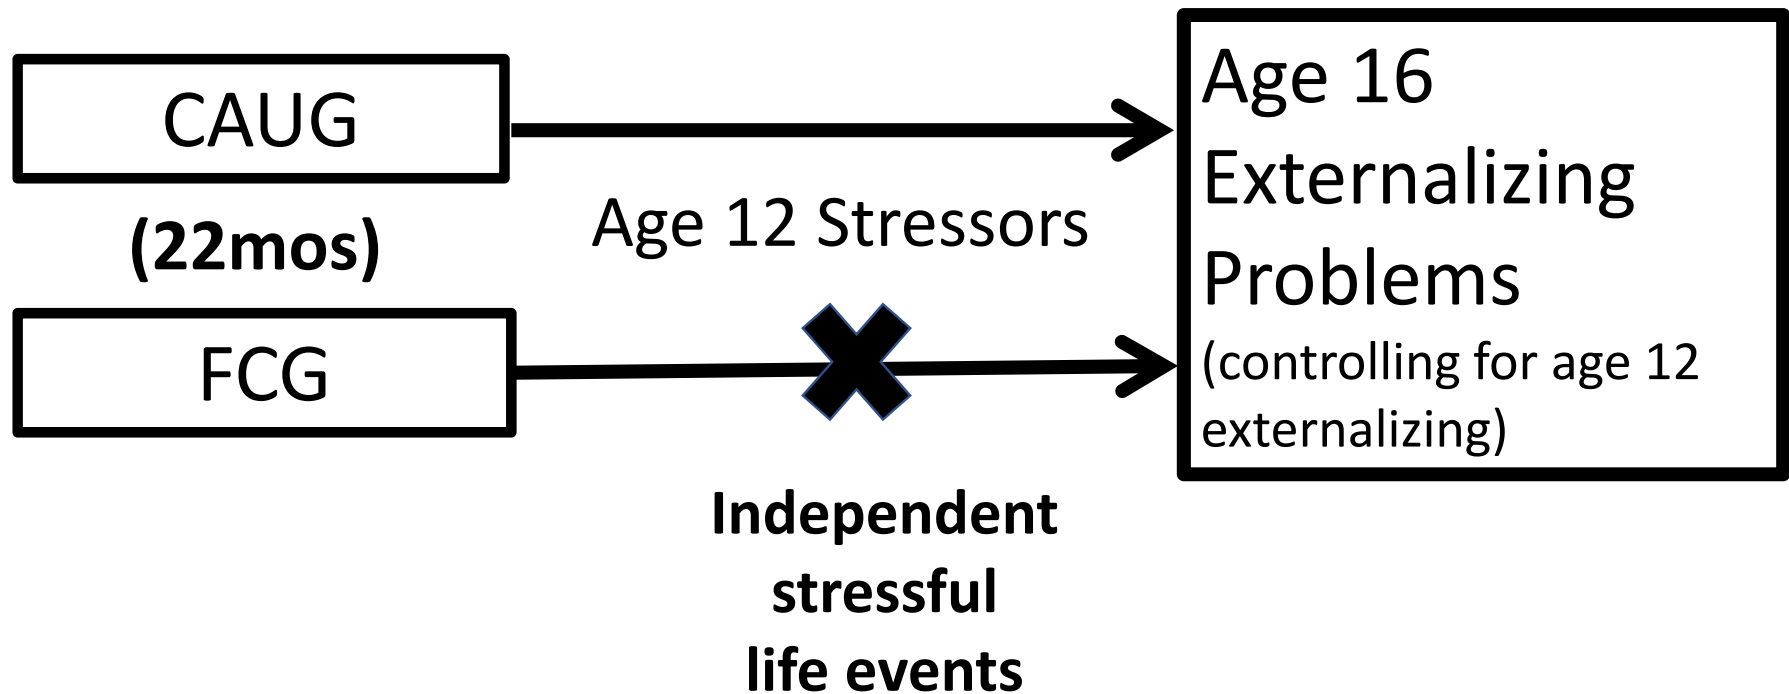 CAUG
(22mos)
FCG
Age 12 Stressors
Independent
stressful
life events
Age 16
Externalizing
Problems
(controlling for age 12
externalizing)